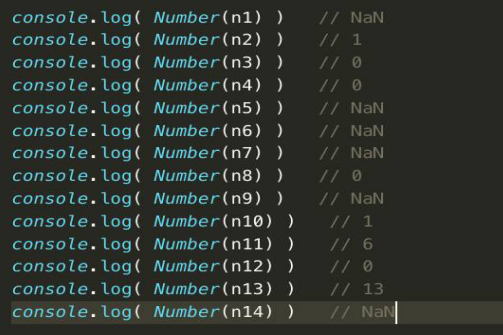 console.log( Number(n1) )   // NaN
console.log( Number(n2) )   // 1
console.log( Number(n3) )   // 0
console.log( Number(n4) )   // 0
console.log( Number(n5) )   // NaN
console.log( Number(n6) )   // NaN
console.log( Number(n7) )   // NaN
console.log( Number(n8) )   // 0
console.log( Number(n9) )   // NaN
console.log( Number(n10) )   // 1
console.log( Number(n11) )   // 6
console.log( Number(n12) )   // 0
console.log( Number(n13) )   // 13
console.log( Number(n14) )   // NaN